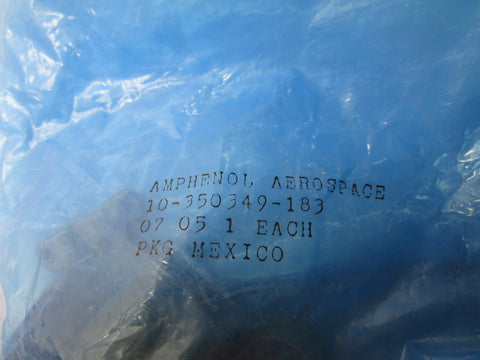 AMPHENOL AEROSPACE
10-350349-183
07 05 1 EACH
PKG MEXICO